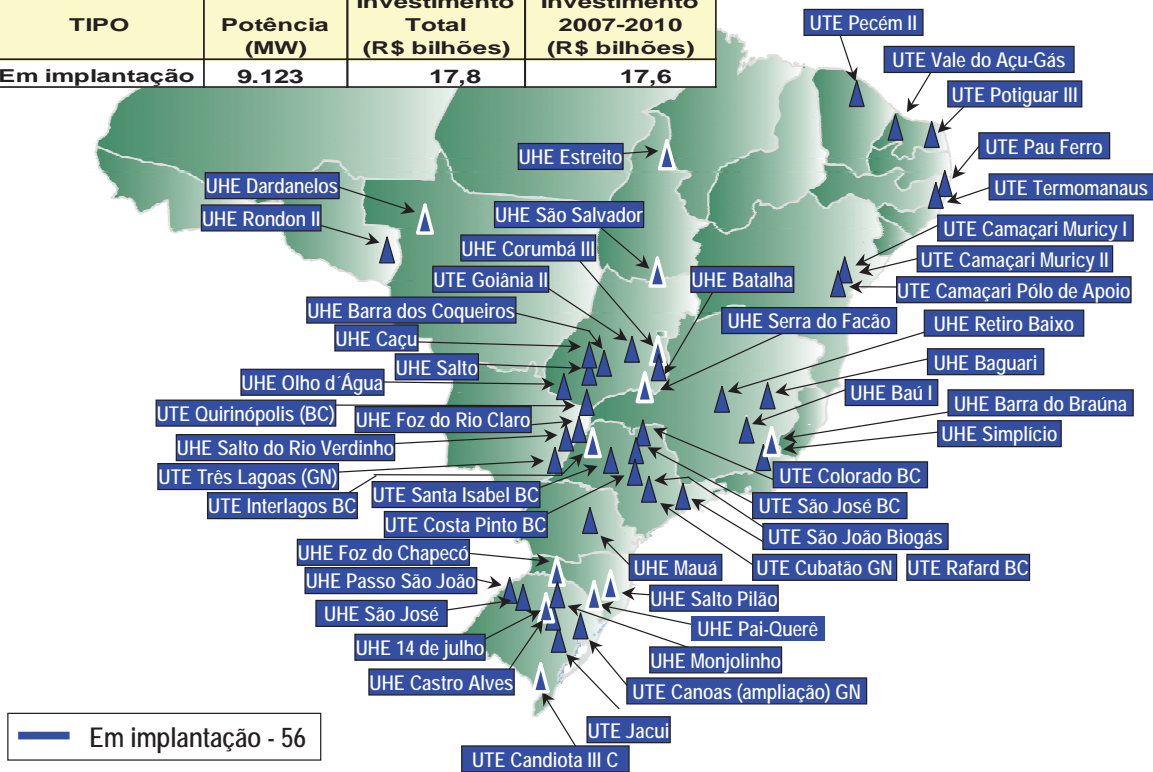 TIPO
Potência
(MW)
Investimento
Total
(R$ bilhões)
Investimento
2007-2010
(R$ bilhões)
Em implantação 9.123 17,8 17,6
UTE Pecém II
UTE Vale do Açu-Gás
UTE Potiguar III
UTE Pau Ferro
UTE Termomanaus
UHE Estreito
UHE Dardanelos
UHE Rondon II
UHE São Salvador
UHE Corumbá III
UTE Goiânia II
UTE Camaçari Muricy I
UTE Camaçari Muricy II
UTE Camaçari Pólo de Apoio
UHE Batalha
UHE Barra dos Coqueiros
UHE Serra do Facão
UHE Retiro Baixo
UHE Caçu
UHE Salto
UHE Baguari
UHE Olho d´Água
UHE Baú I
UHE Barra do Braúna
UTE Quirinópolis (BC)
UHE Foz do Rio Claro
UHE Simplício
UHE Salto do Rio Verdinho
UTE Três Lagoas (GN)
UTE Colorado BC
UTE Interlagos BC
UTE Santa Isabel BC
UTE São José BC
UTE Costa Pinto BC
UTE São João Biogás
UHE Foz do Chapecó
UHE Mauá
UTE Cubatão GN
UTE Rafard BC
UHE Passo São João
UHE Salto Pilão
UHE São José
UHE Pai-Querê
UHE 14 de julho
UHE Monjolinho
UHE Castro Alves
UTE Canoas (ampliação) GN
UTE Jacui
Em implantação - 56
UTE Candiota III C